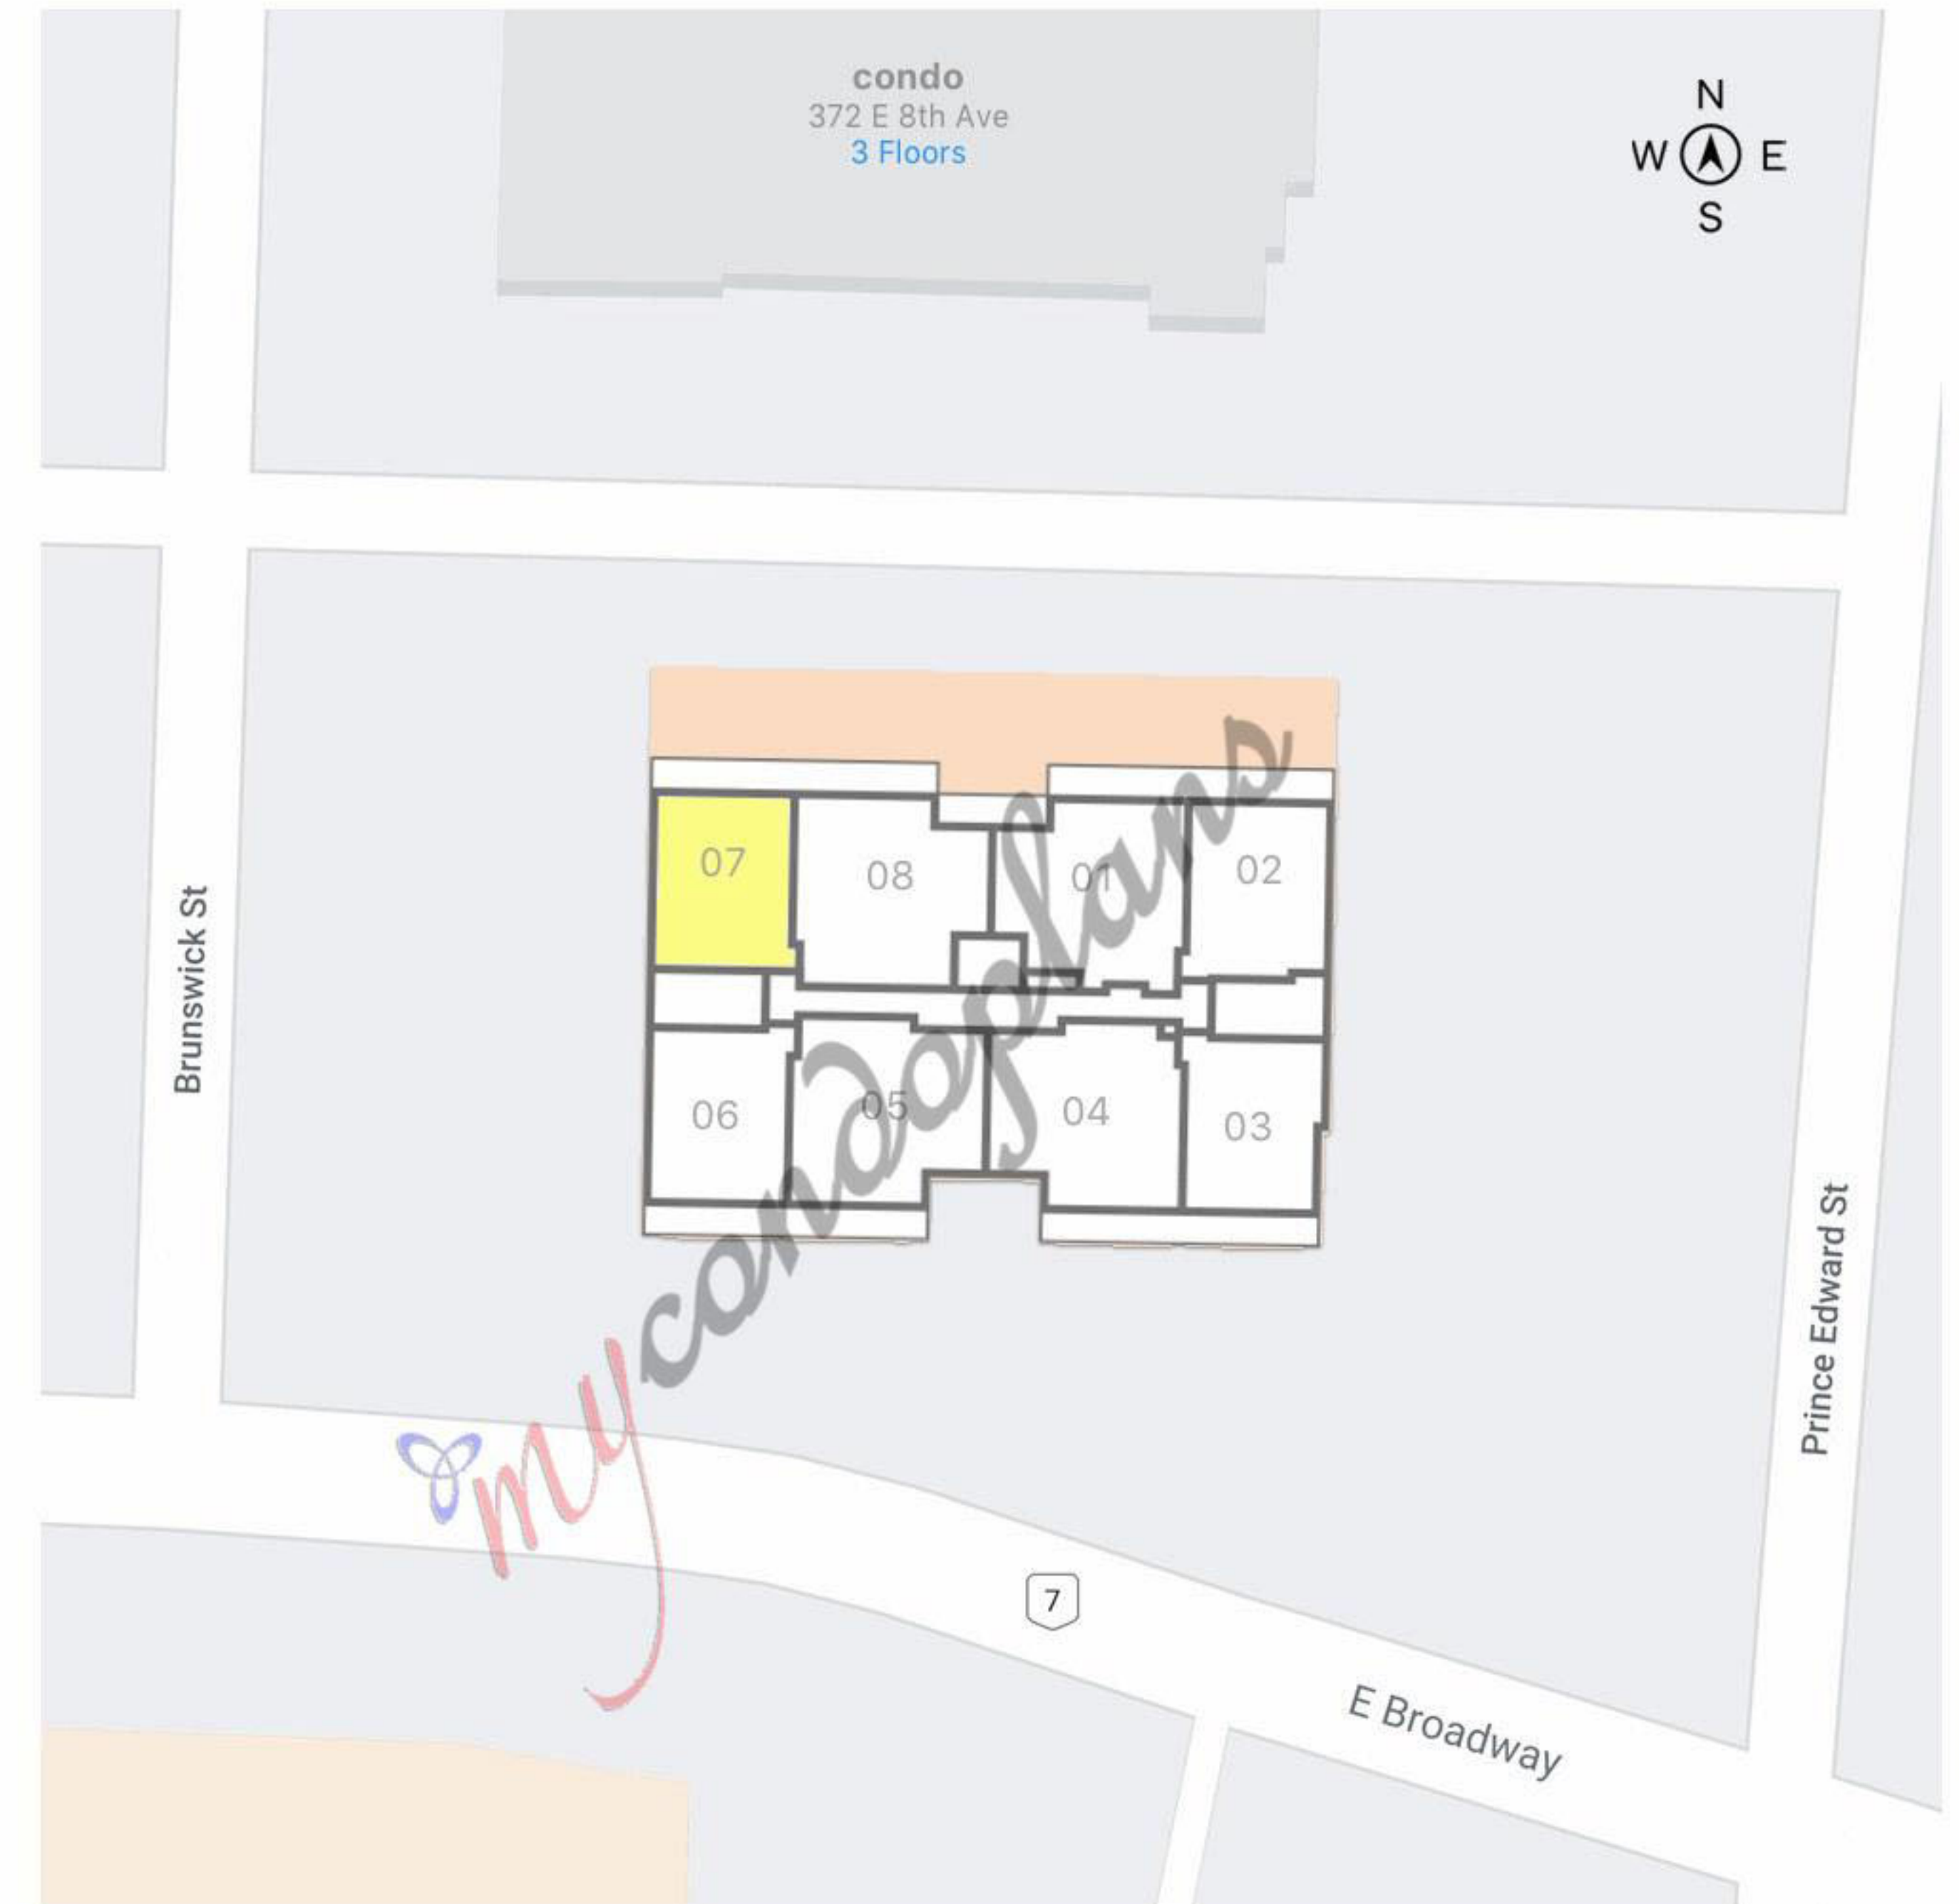 condo
372 E 8th Ave
3 Floors
N
W E
S
07
08
01
02
06
05
04
03
Brunswick St
Prince Edward St
mycondoplans
7
E Broadway